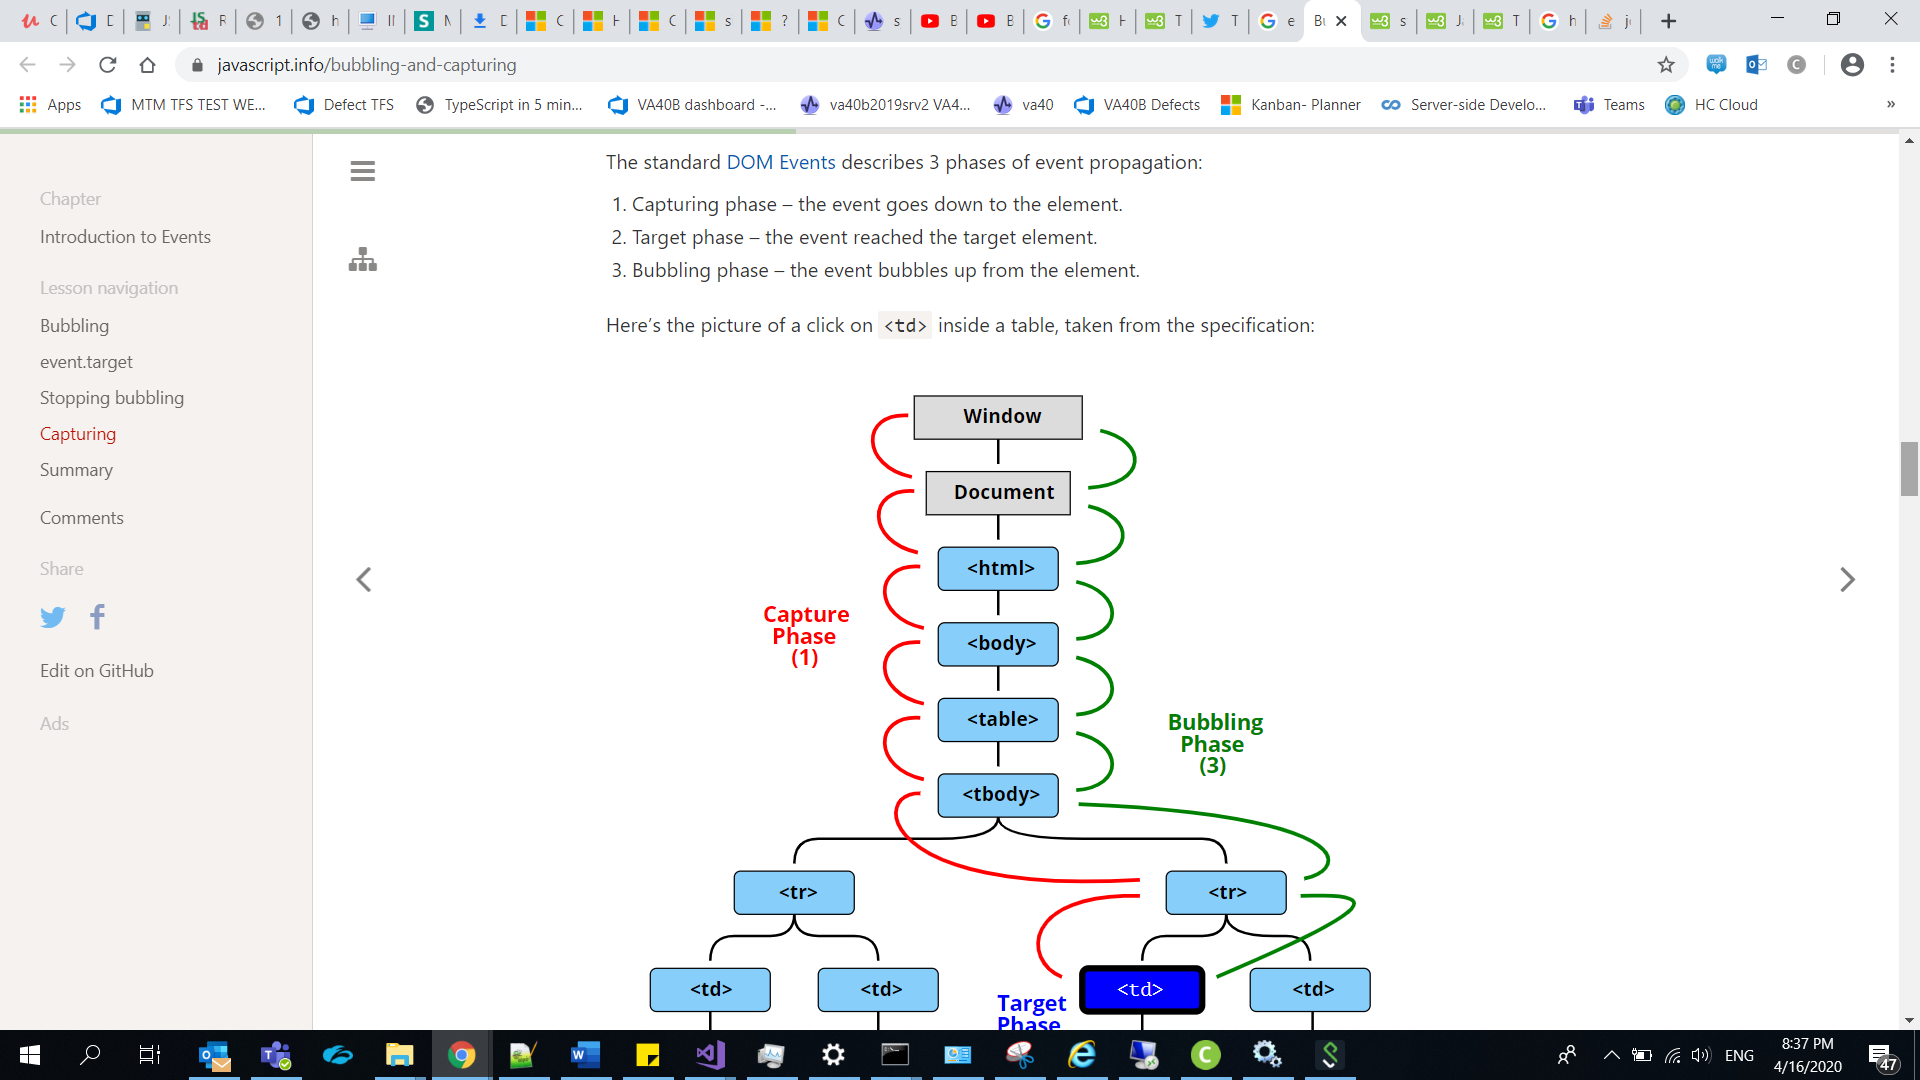 javascript.info/bubbling-and-capturing
Apps
MTM TFS TEST WE...
Defect TFS
TypeScript in 5 min...
VA40B dashboard -...
va40b2019srv2 VA4...
va40
VA40B Defects
Kanban- Planner
Server-side Develo...
Teams
HC Cloud
»
Chapter
Introduction to Events
Lesson navigation
Bubbling
event.target
Stopping bubbling
Capturing
Summary
Comments
Share
Edit on GitHub
Ads
The standard DOM Events describes 3 phases of event propagation:
1. Capturing phase – the event goes down to the element.
2. Target phase – the event reached the target element.
3. Bubbling phase – the event bubbles up from the element.
Here’s the picture of a click on <td> inside a table, taken from the specification:
Window
Document
<html>
<body>
<table>
<tbody>
Capture
Phase
(1)
Bubbling
Phase
(3)
<tr>
<tr>
<td>
<td>
<td>
<td>
Target
Phase
ENG
8:37 PM
4/16/2020
47